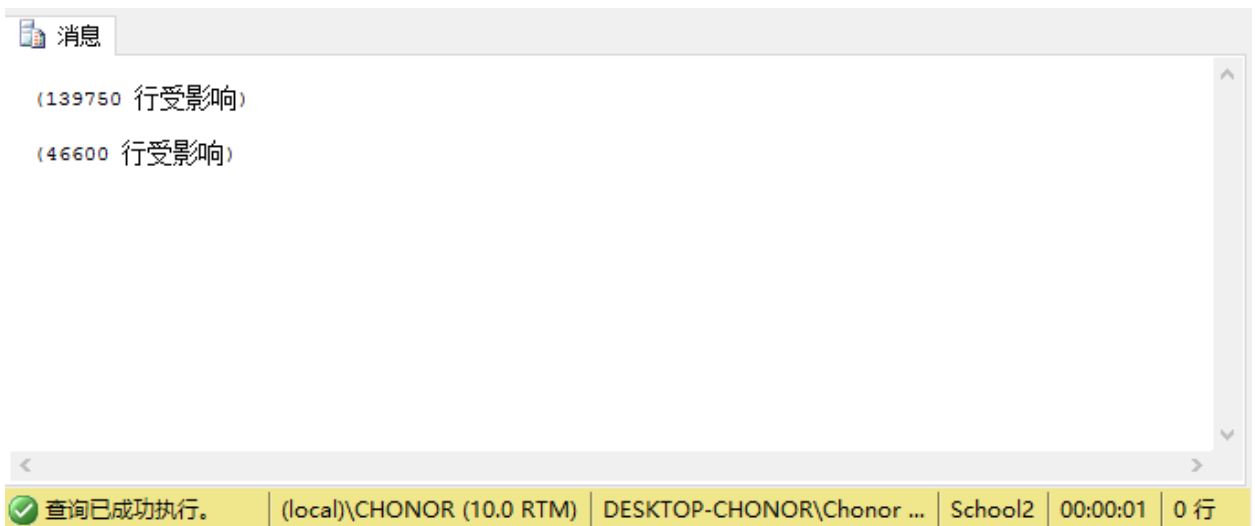 消息
(139750 行受影响)
(46600 行受影响)
查询已成功执行。 (local)\CHONOR (10.0 RTM) DESKTOP-CHONOR\Chonor ... School2 00:00:01 0 行